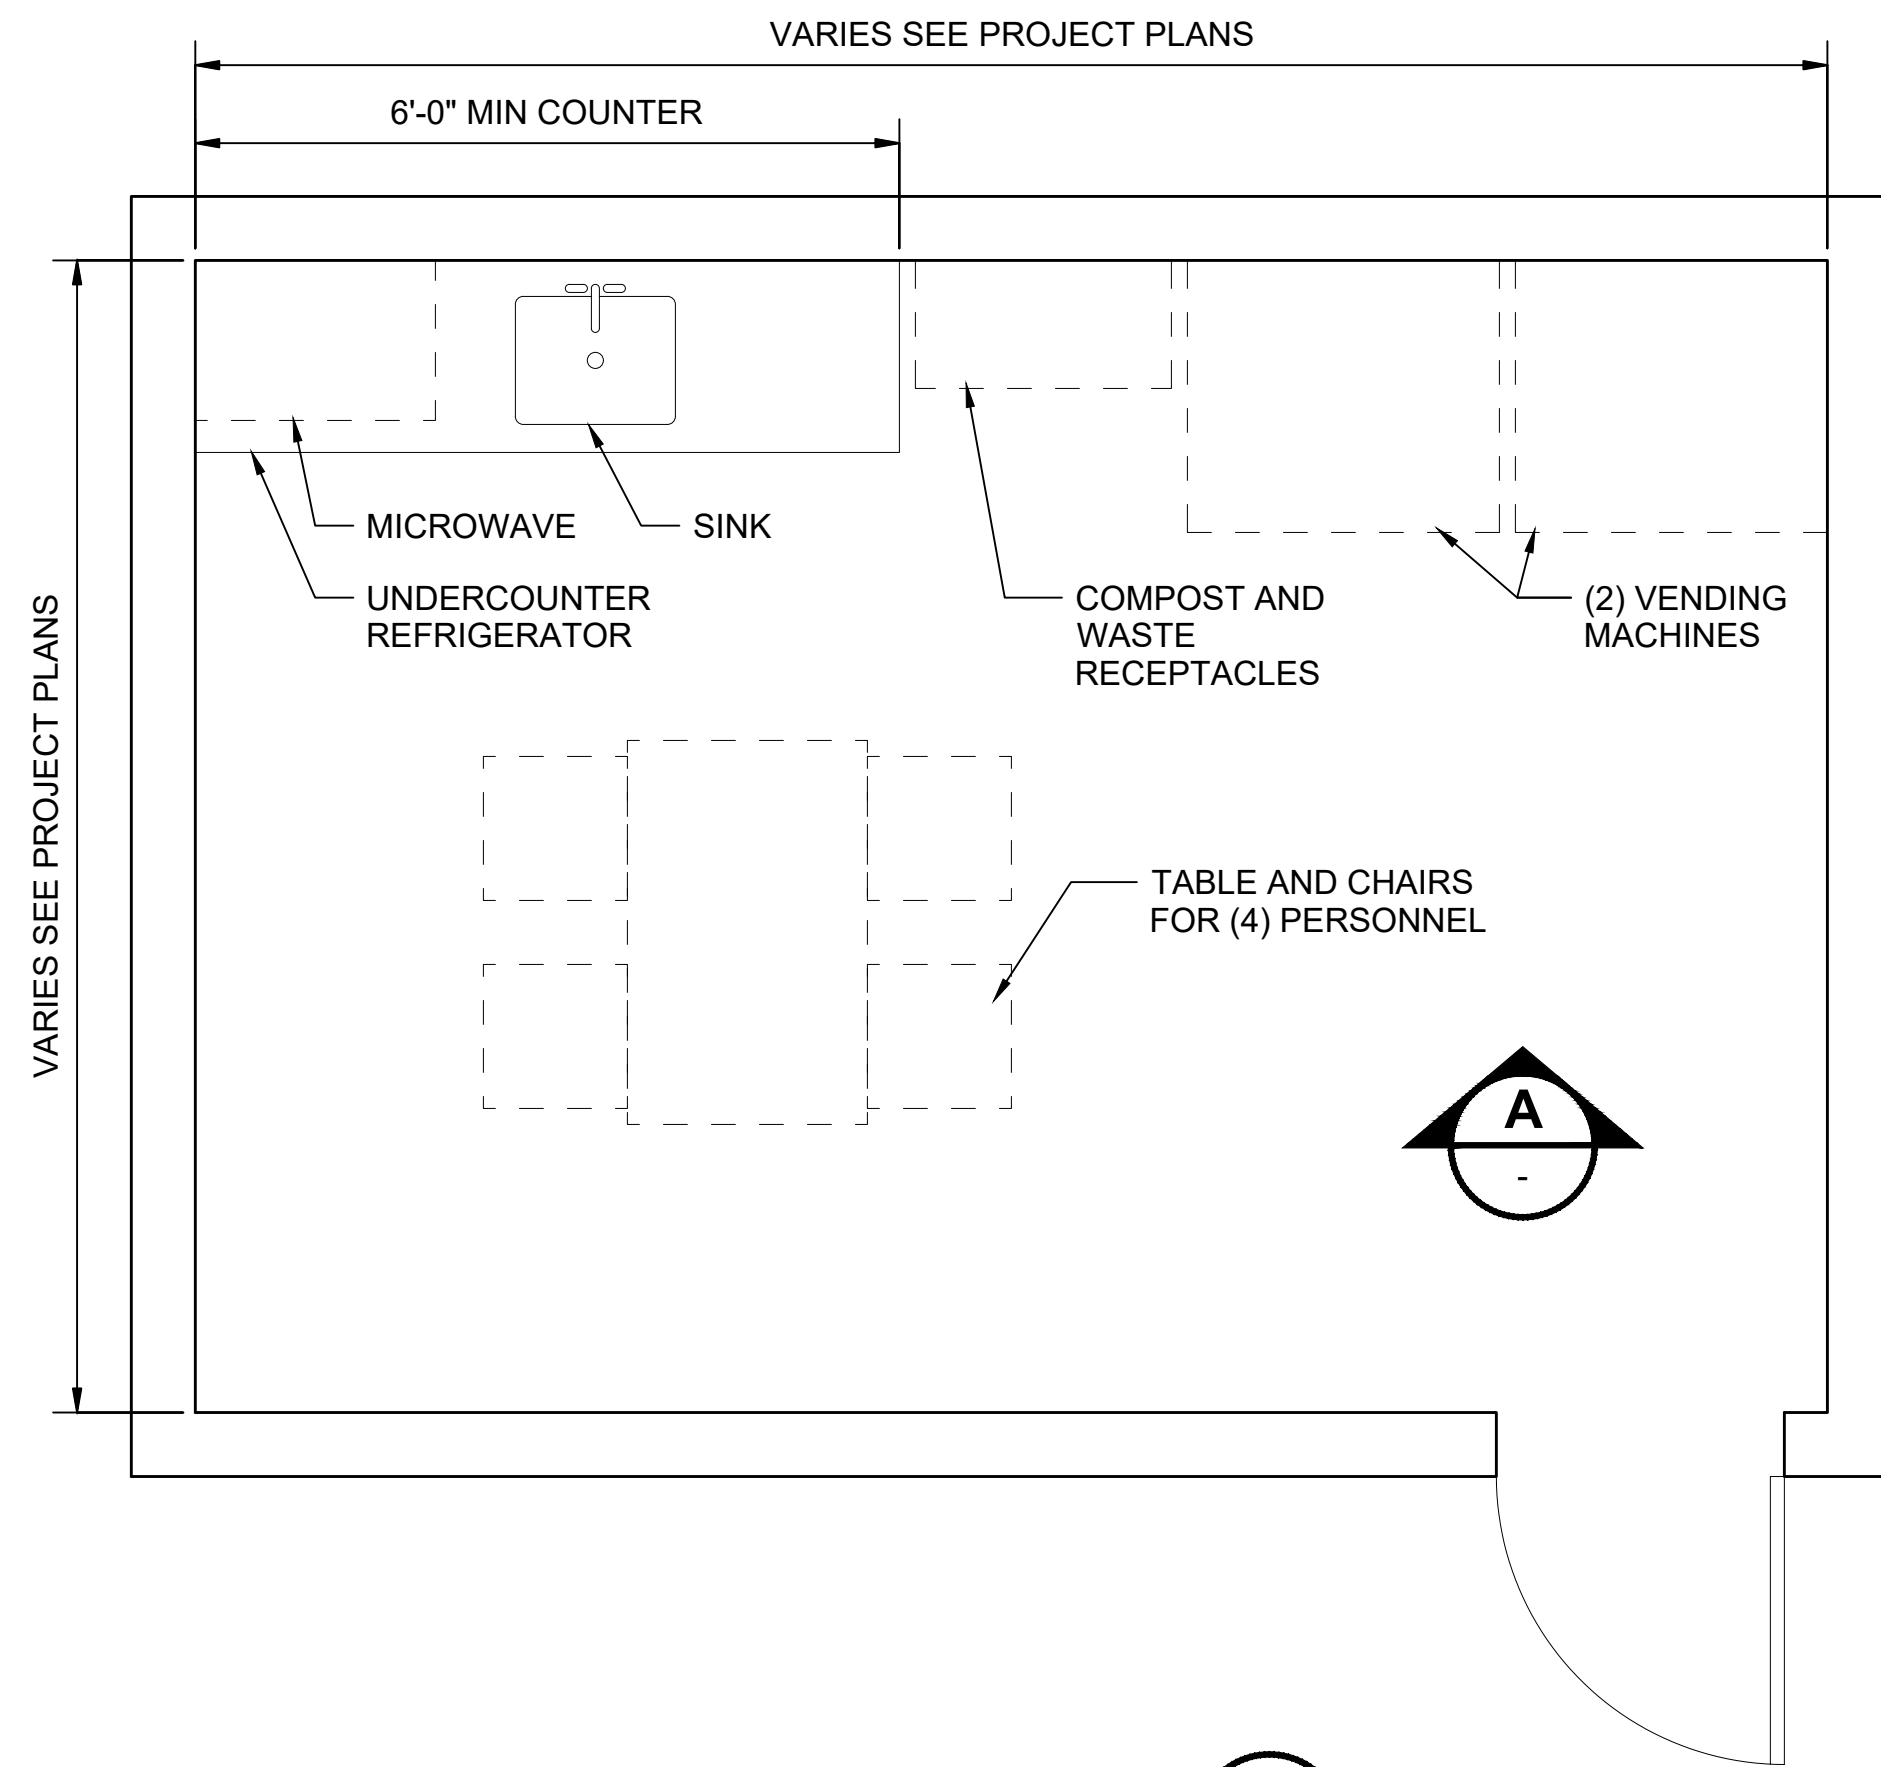 VARIES SEE PROJECT PLANS
6'-0" MIN COUNTER
MICROWAVE
SINK
UNDERCOUNTER
REFRIGERATOR
COMPOST AND
WASTE
RECEPTACLES
(2) VENDING
MACHINES
VARIES SEE PROJECT PLANS
TABLE AND CHAIRS
FOR (4) PERSONNEL
A
-